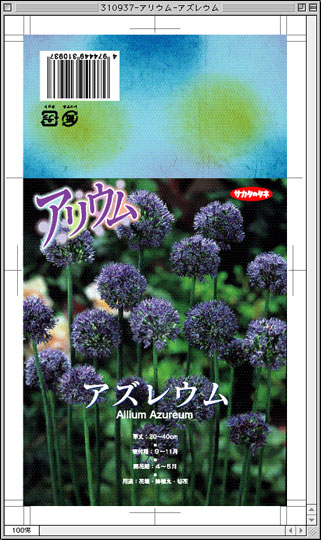 310937-アリウム-アズレウム
4 974449 310937
アリウム
サカタのタネ
アズレウム
Allium Azureum
草丈:20〜40cm
植付期:9〜11月
開花期:4〜5月
用途:花壇・鉢植え・切花
100%